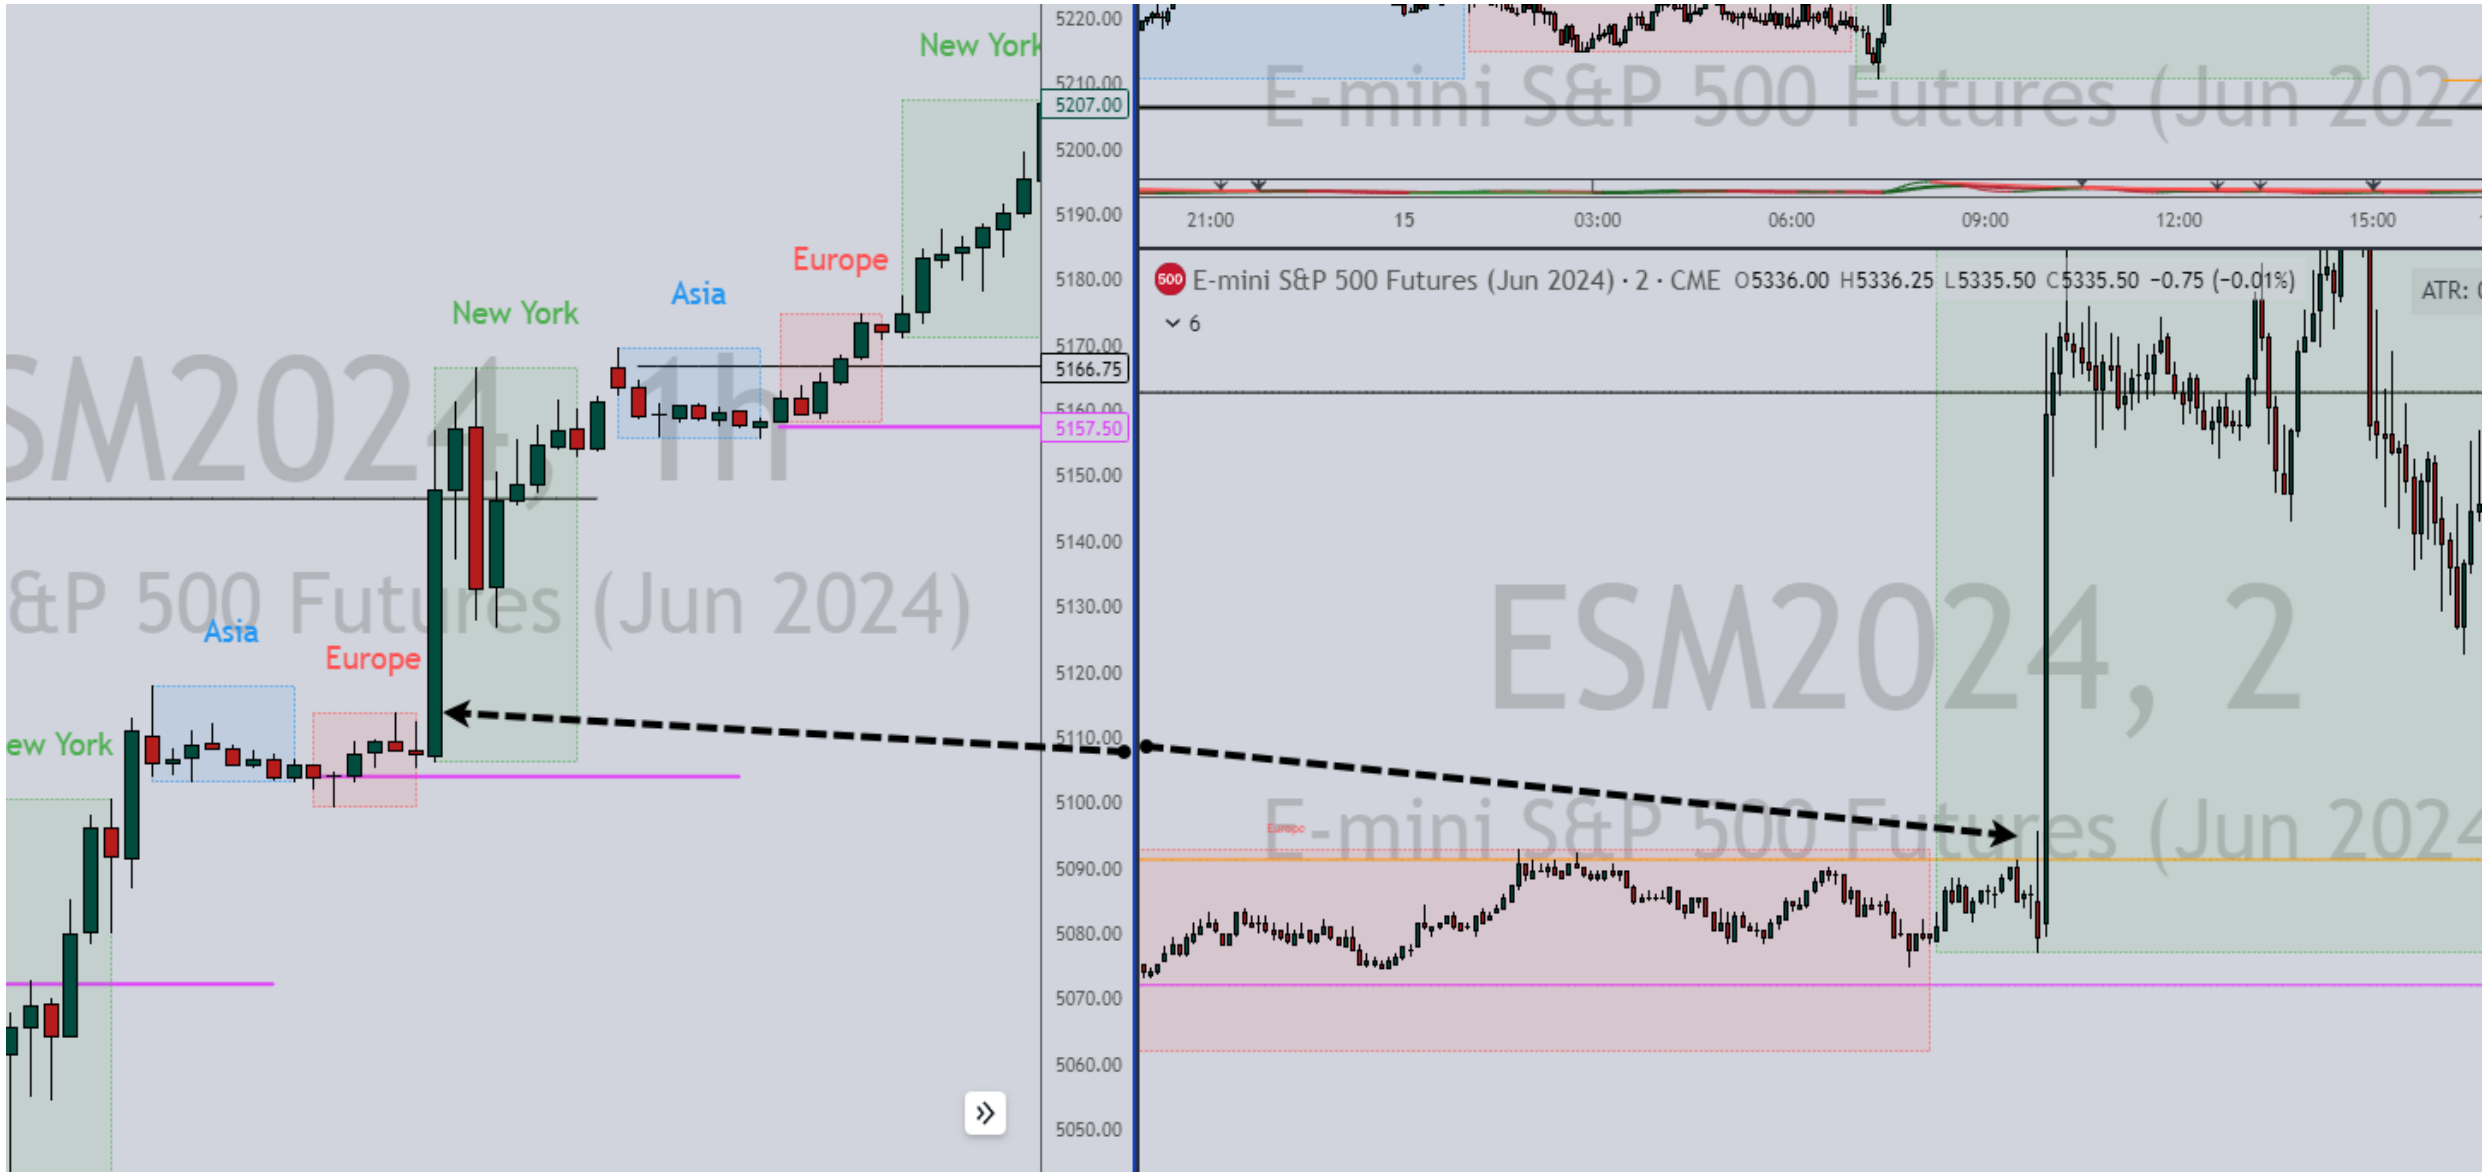 5220.00
New York
5210.00
5207.00
5200.00
5190.00
Europe
5180.00
Asia
New York
5170.00
5166.75
5160.00
5157.50
SM2024, 1h
5150.00
5140.00
&P 500 Futures (Jun 2024)
5130.00
Asia
5120.00
Europe
ew York
5110.00
5100.00
5090.00
5080.00
5070.00
5060.00
5050.00
E-mini S&P 500 Futures (Jun 202
21:00 15 03:00 06:00 09:00 12:00 15:00
500 E-mini S&P 500 Futures (Jun 2024) · 2 · CME O5336.00 H5336.25 L5335.50 C5335.50 −0.75 (−0.01%)
ATR:
6
ESM2024, 2
E-mini S&P 500 Futures (Jun 2024
Europe